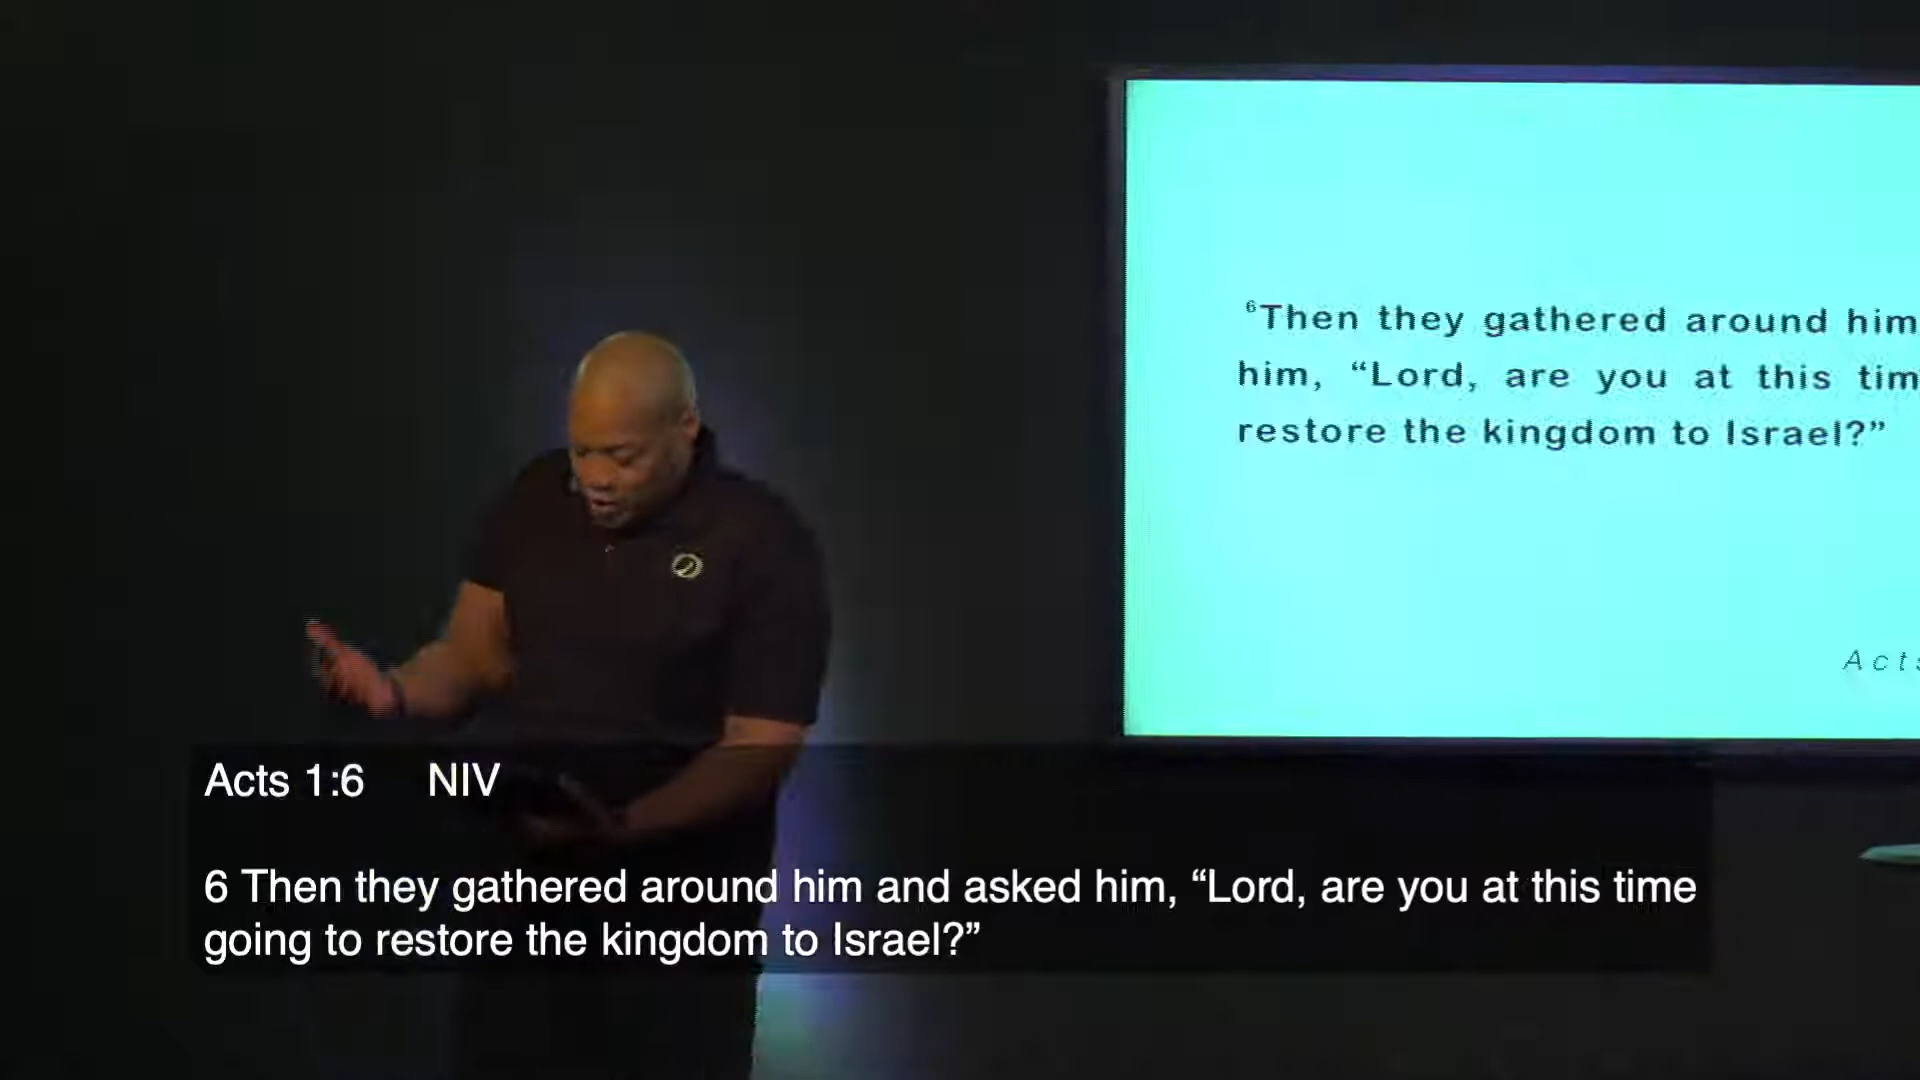 ⁶Then they gathered around him
him, “Lord, are you at this
restore the kingdom to Israel?”
Acts 1:6 NIV
6 Then they gathered around him and asked him, “Lord, are you at this time
going to restore the kingdom to Israel?”